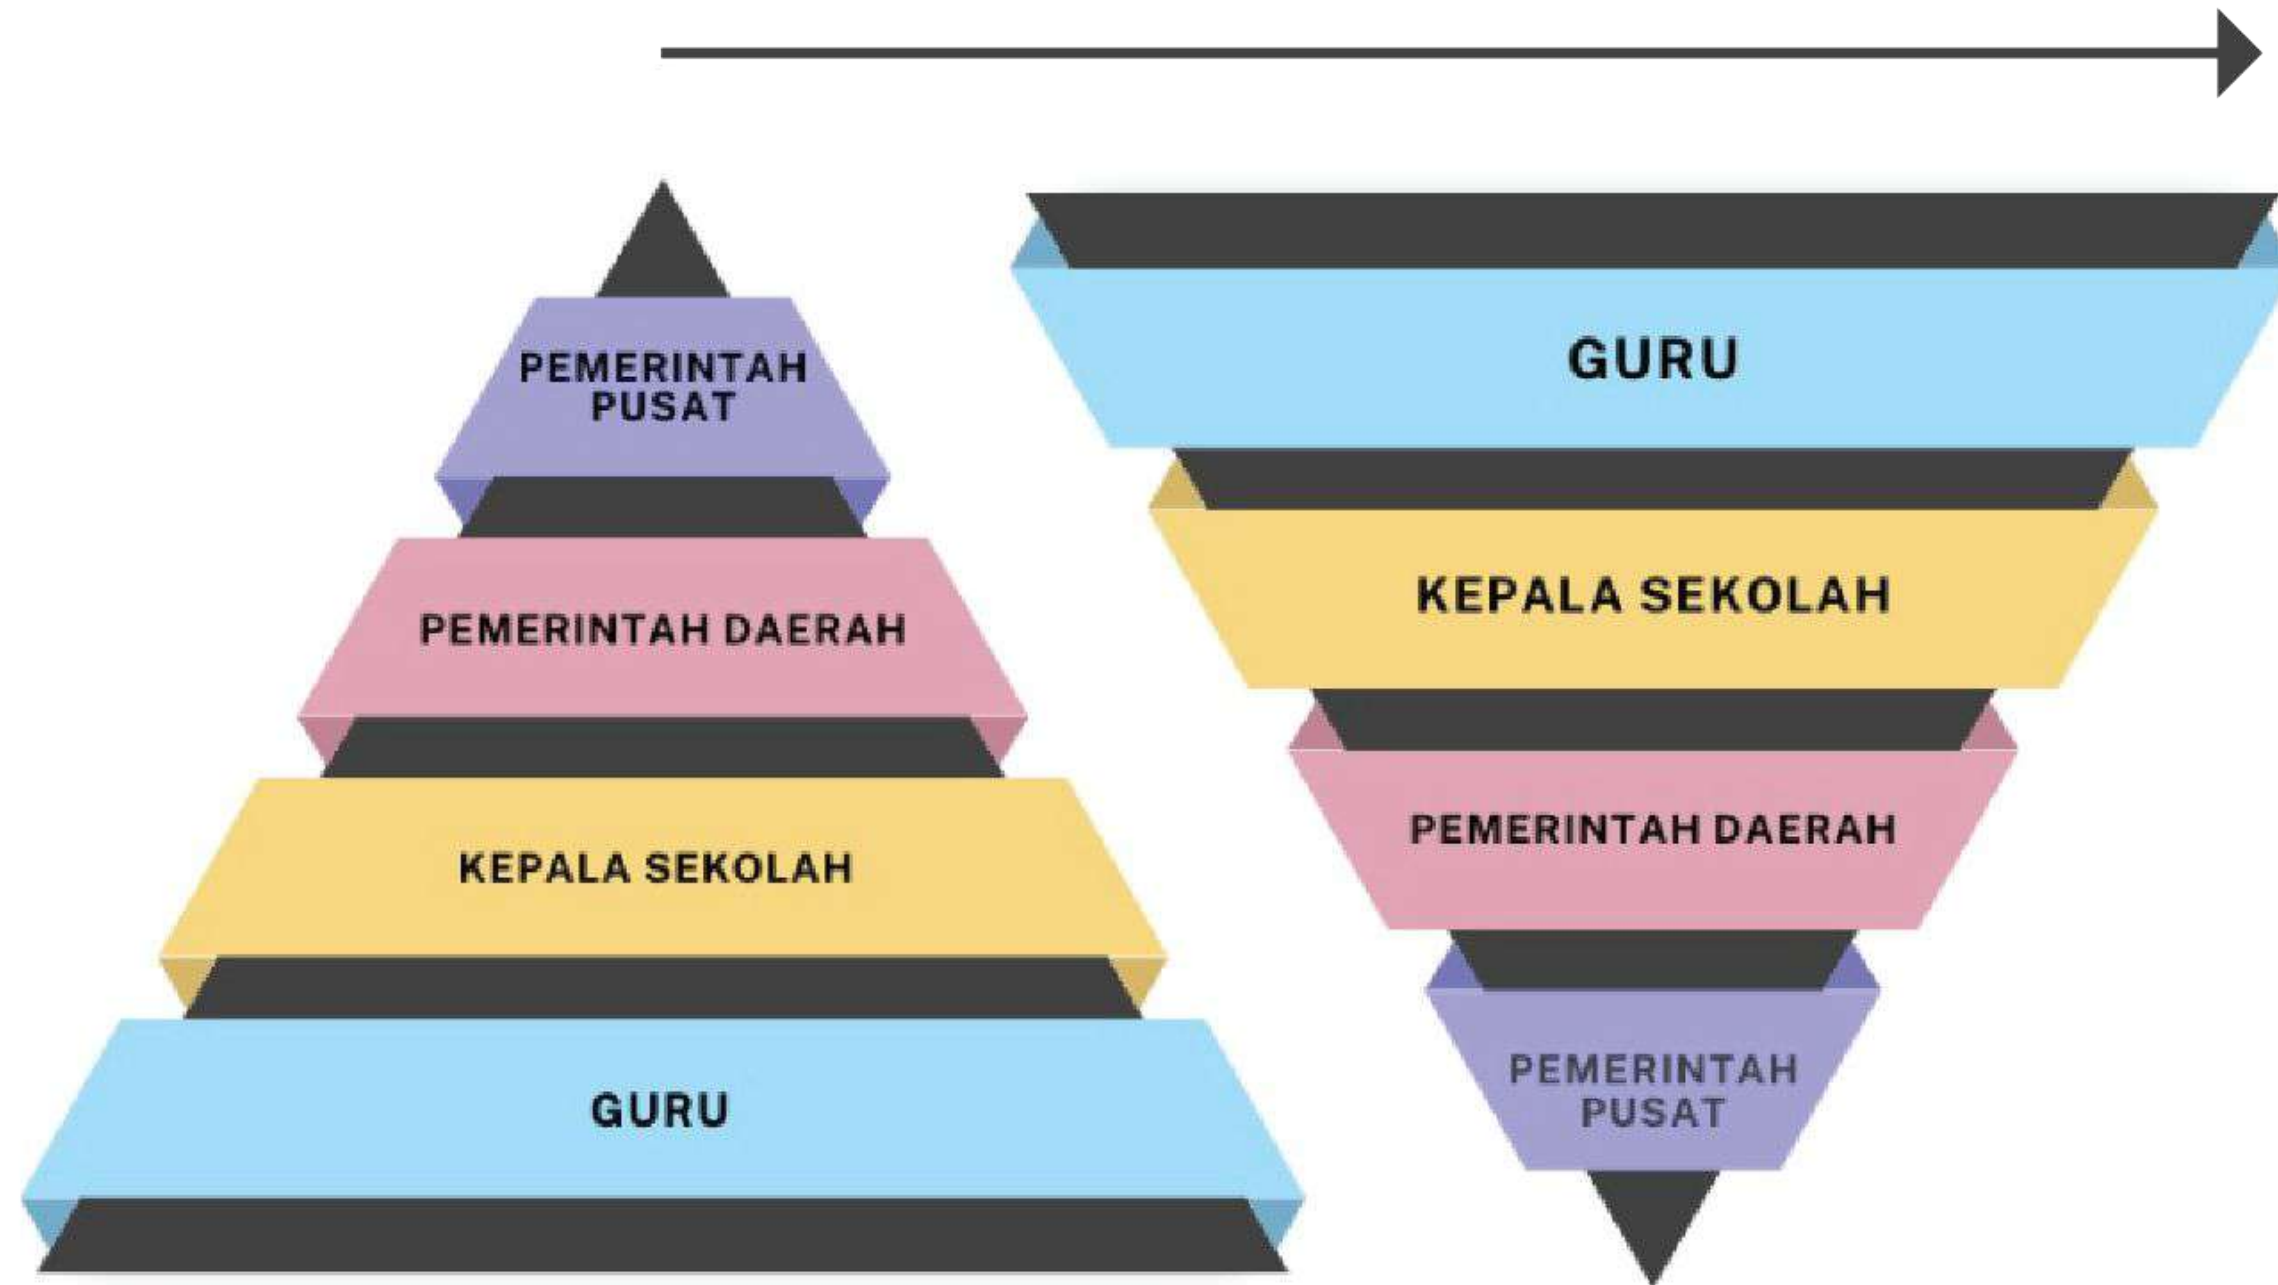 PEMERINTAH
PUSAT
PEMERINTAH DAERAH
KEPALA SEKOLAH
GURU
GURU
KEPALA SEKOLAH
PEMERINTAH DAERAH
PEMERINTAH
PUSAT